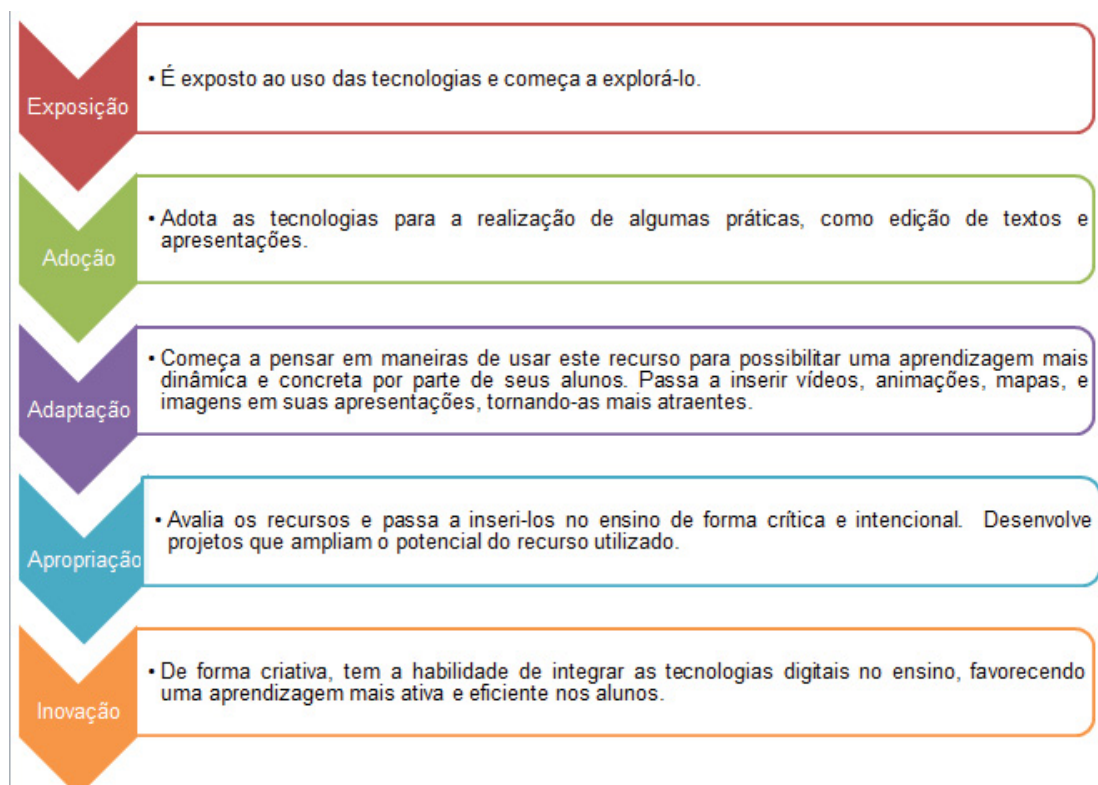 Exposição
• É exposto ao uso das tecnologias e começa a explorá-lo.
Adoção
• Adota as tecnologias para a realização de algumas práticas, como edição de textos e
apresentações.
Adaptação
• Começa a pensar em maneiras de usar este recurso para possibilitar uma aprendizagem mais
dinâmica e concreta por parte de seus alunos. Passa a inserir vídeos, animações, mapas, e
imagens em suas apresentações, tornando-as mais atraentes.
Apropriação
• Avalia os recursos e passa a inseri-los no ensino de forma crítica e intencional. Desenvolve
projetos que ampliam o potencial do recurso utilizado.
Inovação
• De forma criativa, tem a habilidade de integrar as tecnologias digitais no ensino, favorecendo
uma aprendizagem mais ativa e eficiente nos alunos.